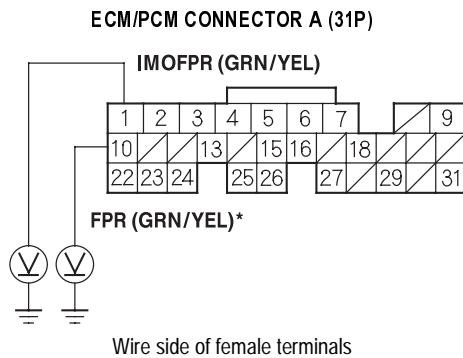 ECM/PCM CONNECTOR A (31P)
IMOFPR (GRN/YEL)
1 2 3 4 5 6 7 9
10 13 15 16 18
22 23 24 25 26 27 29 31
FPR (GRN/YEL)*
V V
Wire side of female terminals